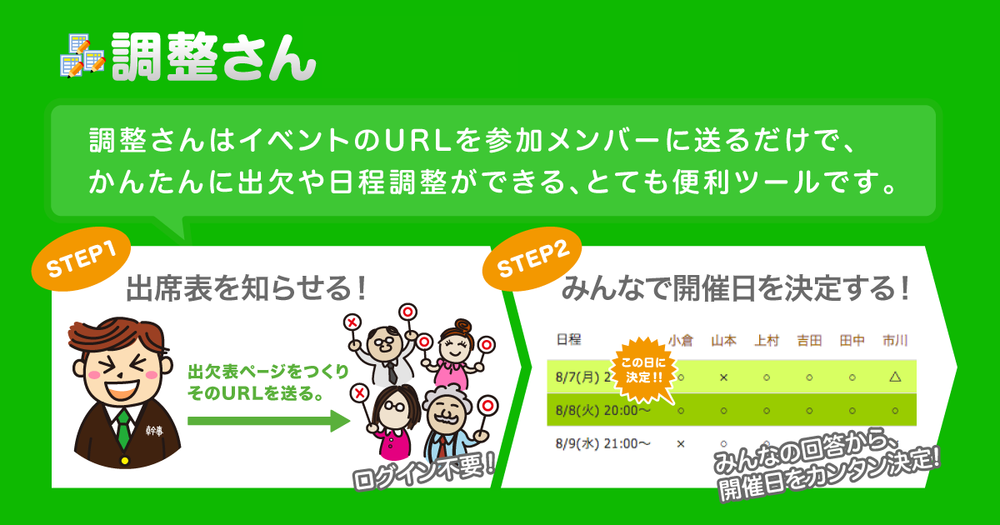 調整さん
調整さんはイベントのURLを参加メンバーに送るだけで、
かんたんに出欠や日程調整ができる、とても便利ツールです。
STEP1
出席表を知らせる！
出欠表ページをつくり
そのURLを送る。
幹事
ログイン不要！
STEP2
みんなで開催日を決定する！
日程 小倉 山本 上村 吉田 田中 市川
この日に
決定！！
8/7(月) 2 ○ × ○ ○ ○ △
8/8(火) 20:00〜 ○ ○ ○ ○ ○ ○
8/9(水) 21:00〜 × ○
みんなの回答から、
開催日をカンタン決定！